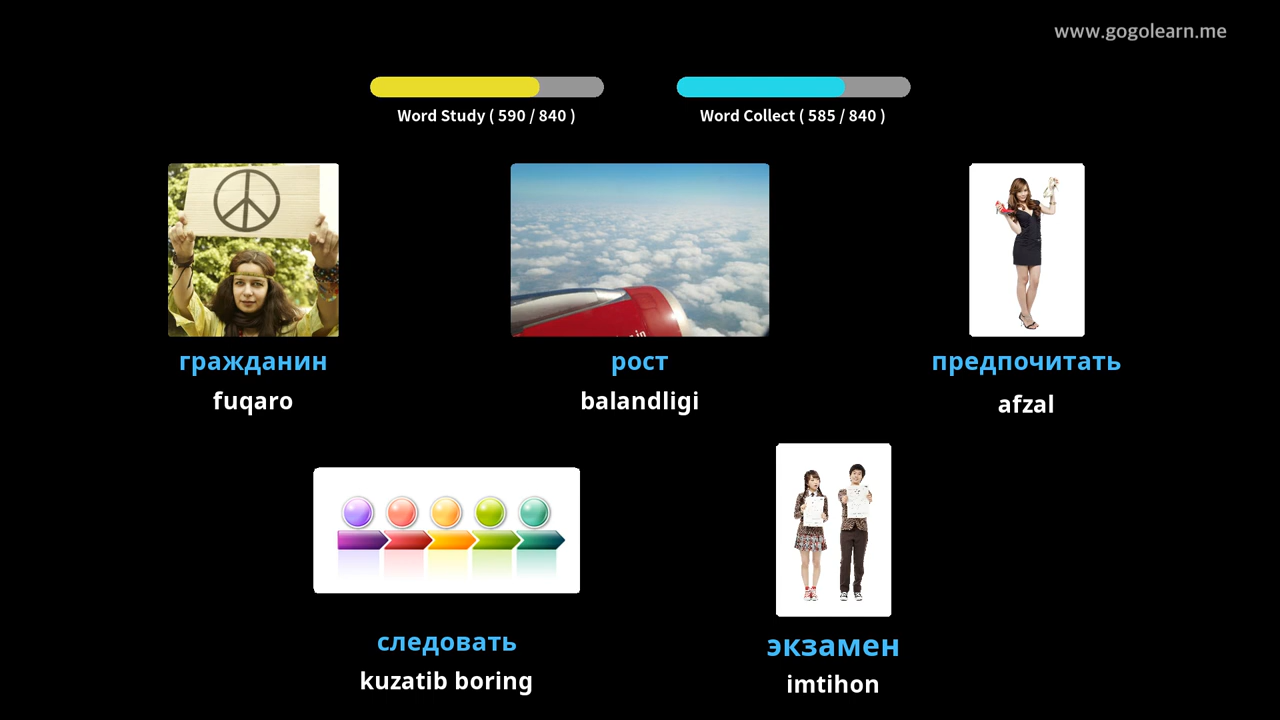 www.gogolearn.me
Word Study ( 590 / 840 )
Word Collect ( 585 / 840 )
гражданин
fuqaro
рост
balandligi
предпочитать
afzal
следовать
kuzatib boring
экзамен
imtihon